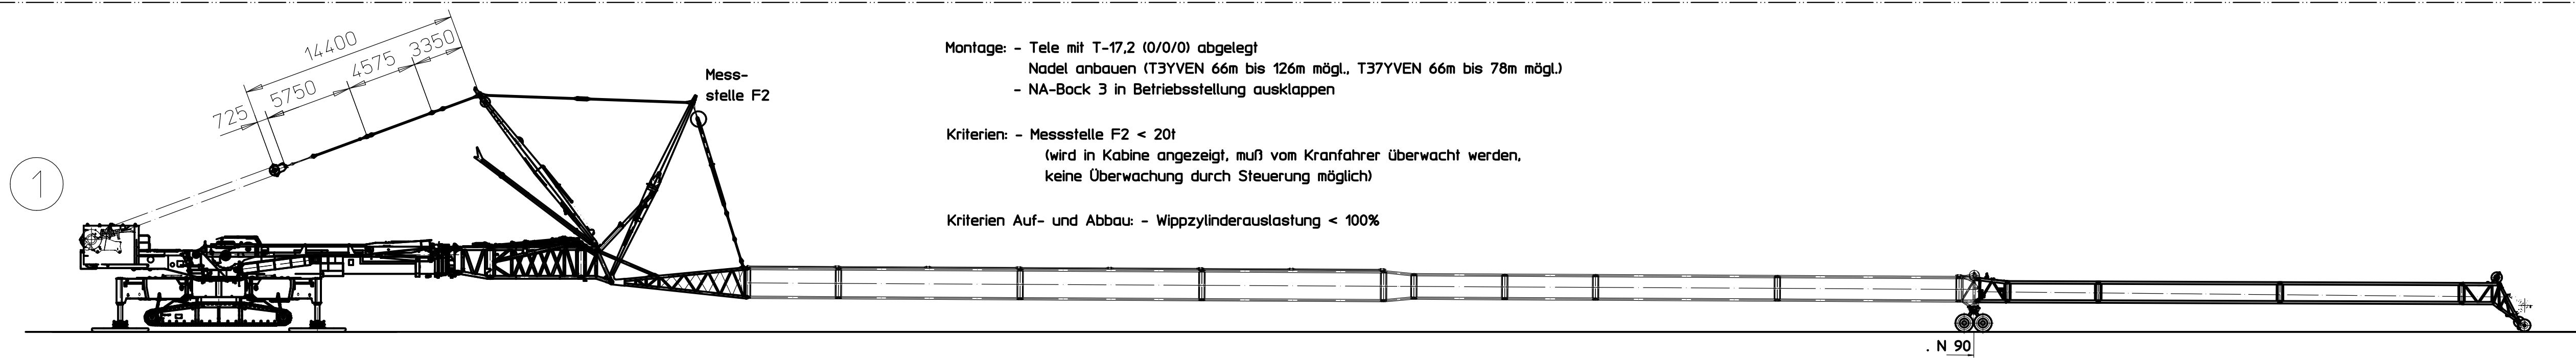 14400
725
5750
4575
3350
Mess-
stelle F2
Montage: - Tele mit T-17,2 (0/0/0) abgelegt
Nadel anbauen (T3YVEN 66m bis 126m mögl., T37YVEN 66m bis 78m mögl.)
- NA-Bock 3 in Betriebsstellung ausklappen
Kriterien: - Messstelle F2 < 20t
(wird in Kabine angezeigt, muß vom Kranfahrer überwacht werden,
keine Überwachung durch Steuerung möglich)
Kriterien Auf- und Abbau: - Wippzylinderauslastung < 100%
1
. N 90